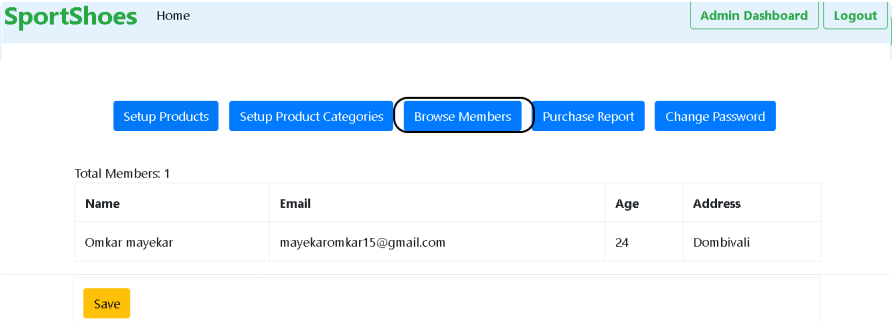 SportShoes Home Admin Dashboard Logout
Setup Products Setup Product Categories Browse Members Purchase Report Change Password
Total Members: 1
Name Email Age Address
Omkar mayekar mayekaromkar15@gmail.com 24 Dombivali
Save